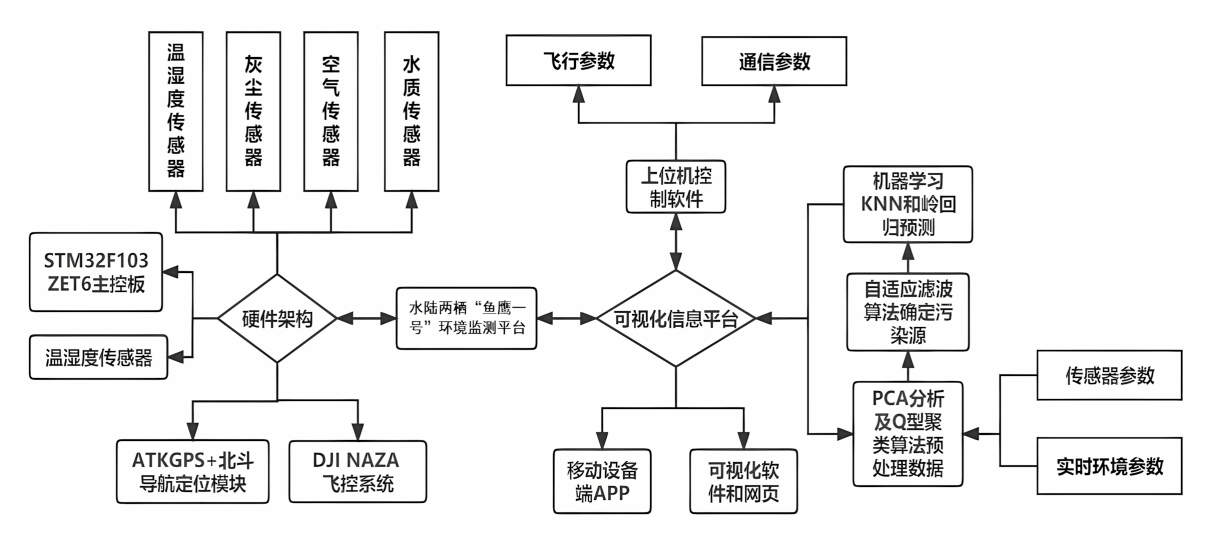 温湿度传感器
灰尘传感器
空气传感器
水质传感器
飞行参数
通信参数
上位机控
制软件
机器学习
KNN和岭回
归预测
STM32F103
ZET6主控板
硬件架构
水陆两栖“鱼鹰一
号”环境监测平台
可视化信息平台
自适应滤波
算法确定污
染源
温湿度传感器
传感器参数
PCA分析
及Q型聚
类算法预
处理数据
实时环境参数
ATKGPS+北斗
导航定位模块
DJI NAZA
飞控系统
移动设备
端APP
可视化软
件和网页